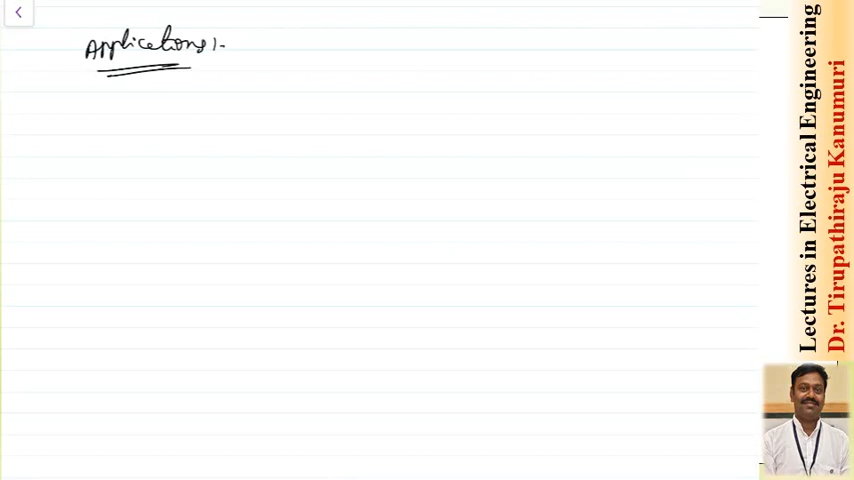 Applications:-
Lectures in Electrical Engineering
Dr. Tirupathiraju Kanumuri